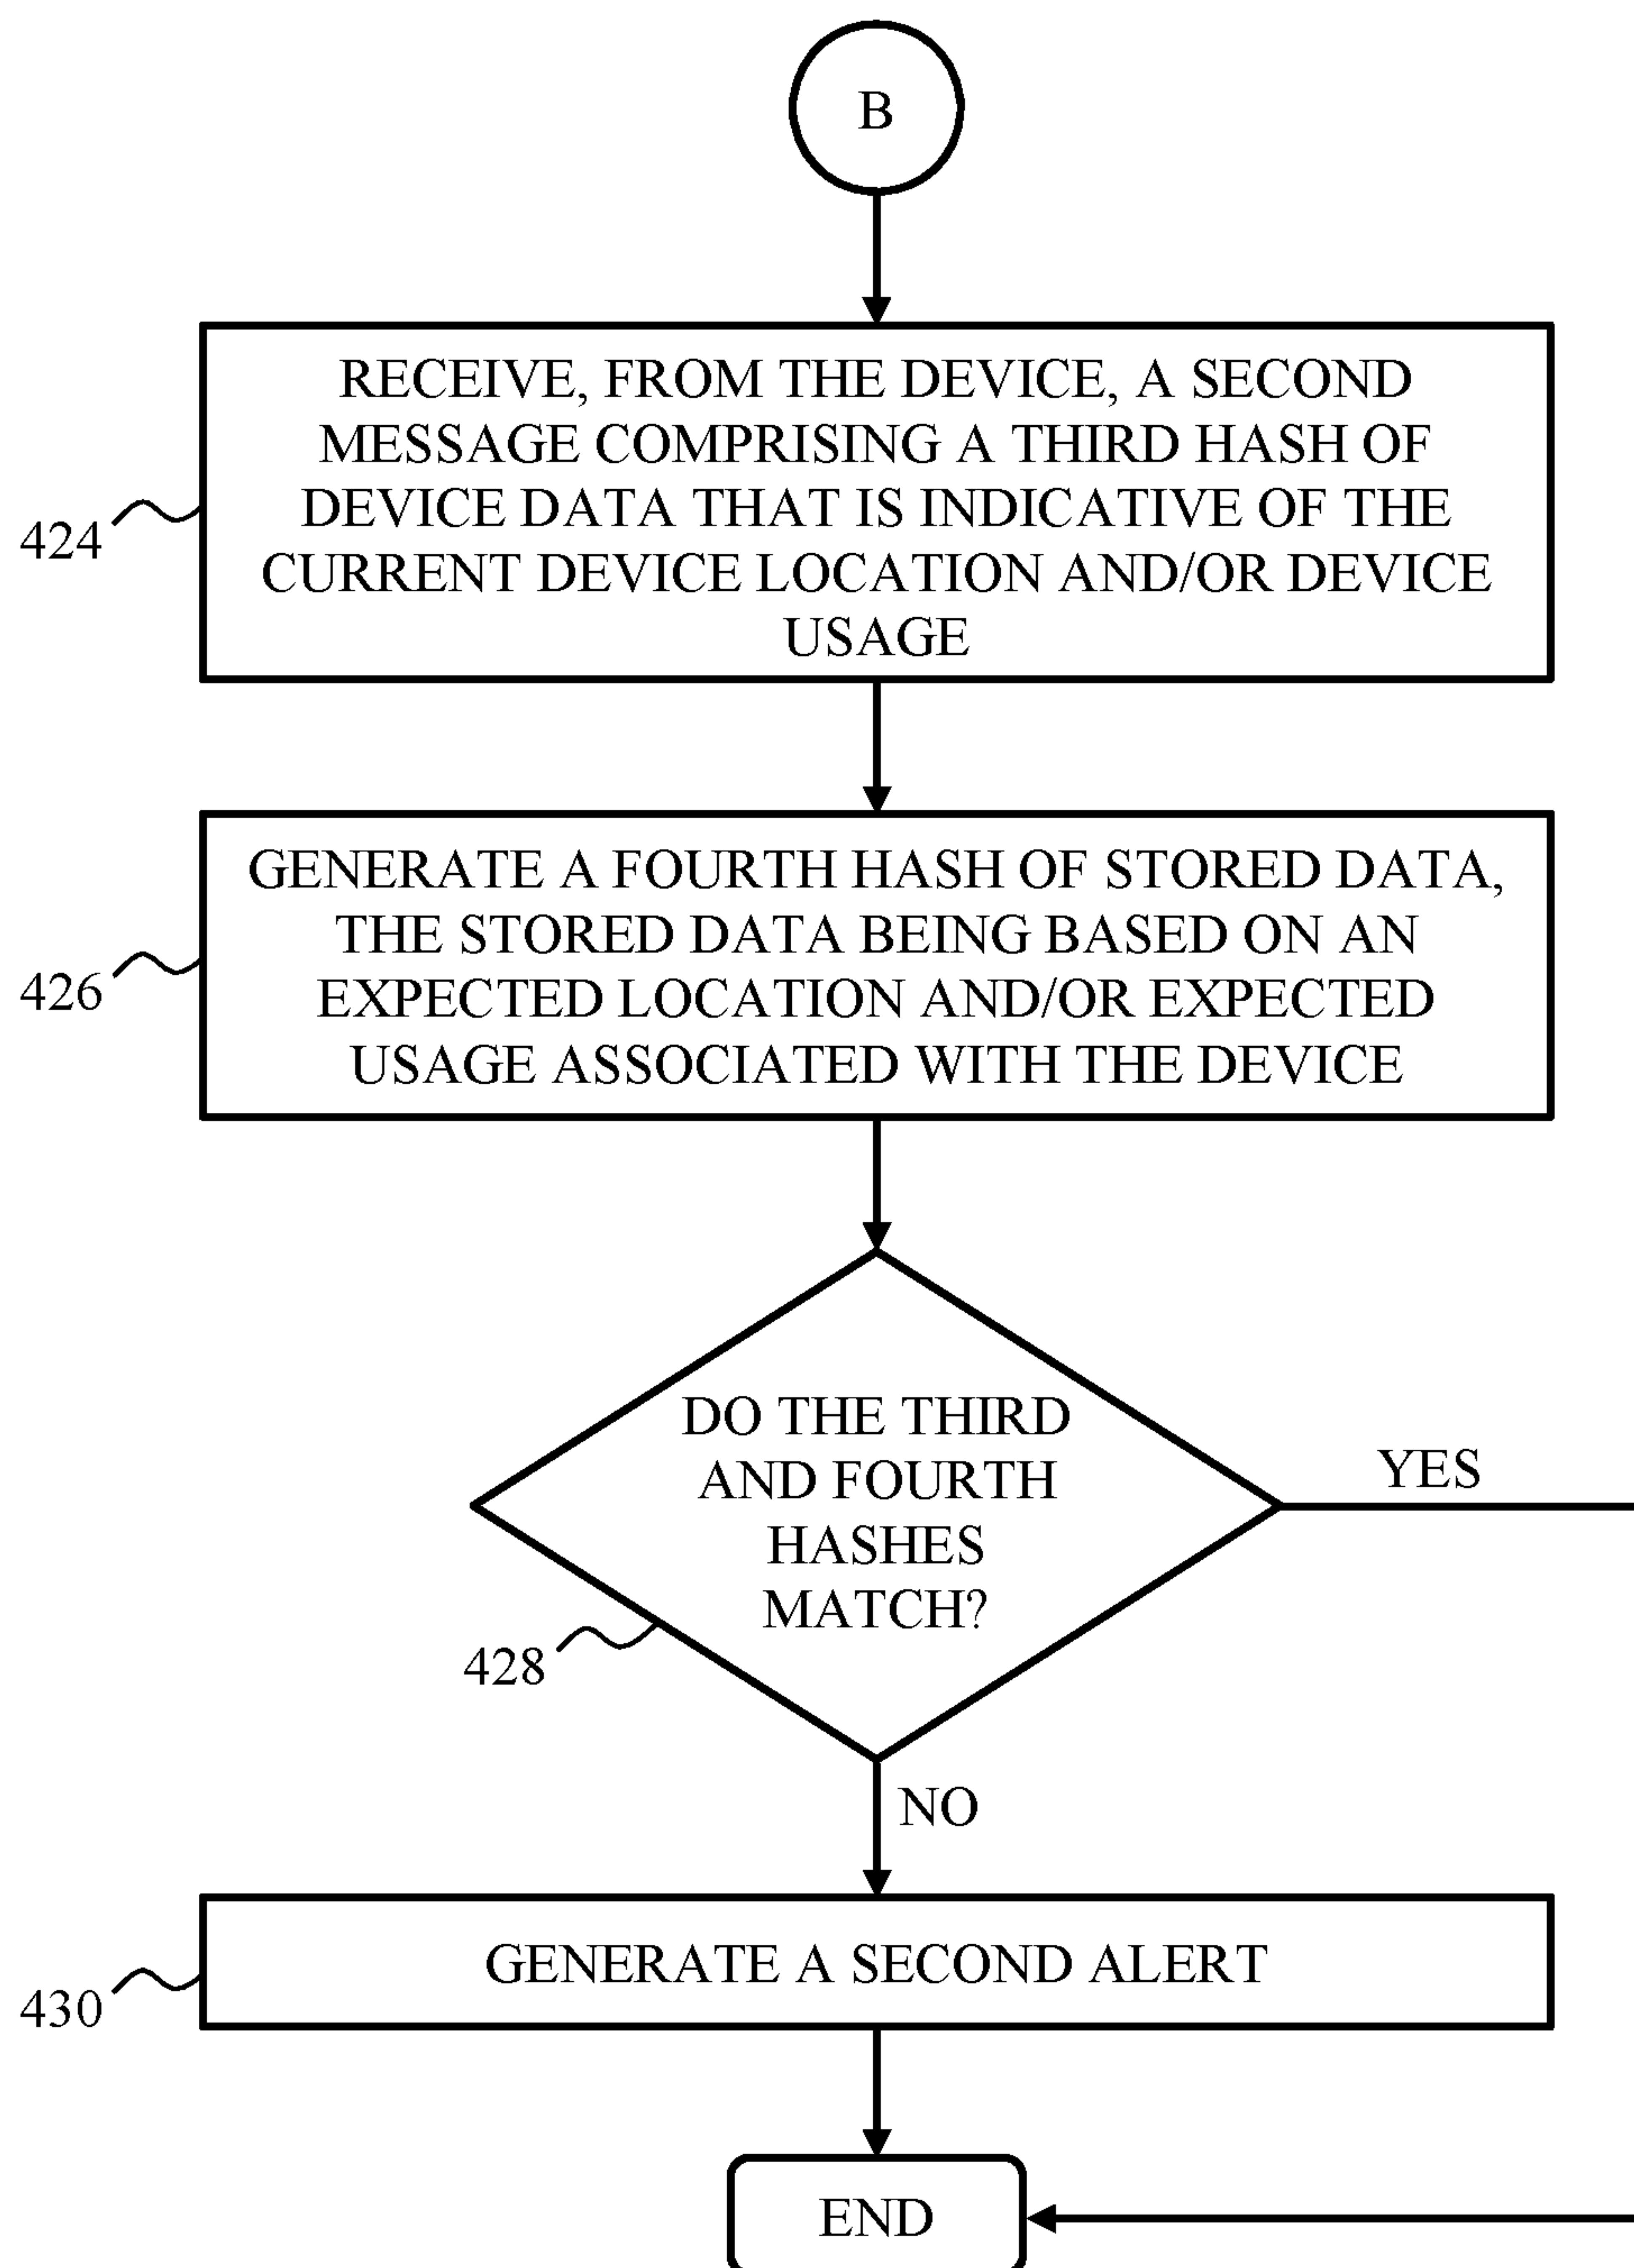 B
RECEIVE, FROM THE DEVICE, A SECOND
MESSAGE COMPRISING A THIRD HASH OF
DEVICE DATA THAT IS INDICATIVE OF THE
CURRENT DEVICE LOCATION AND/OR DEVICE
USAGE
424
GENERATE A FOURTH HASH OF STORED DATA,
THE STORED DATA BEING BASED ON AN
EXPECTED LOCATION AND/OR EXPECTED
USAGE ASSOCIATED WITH THE DEVICE
426
DO THE THIRD
AND FOURTH
HASHES
MATCH?
YES
428
NO
GENERATE A SECOND ALERT
430
END